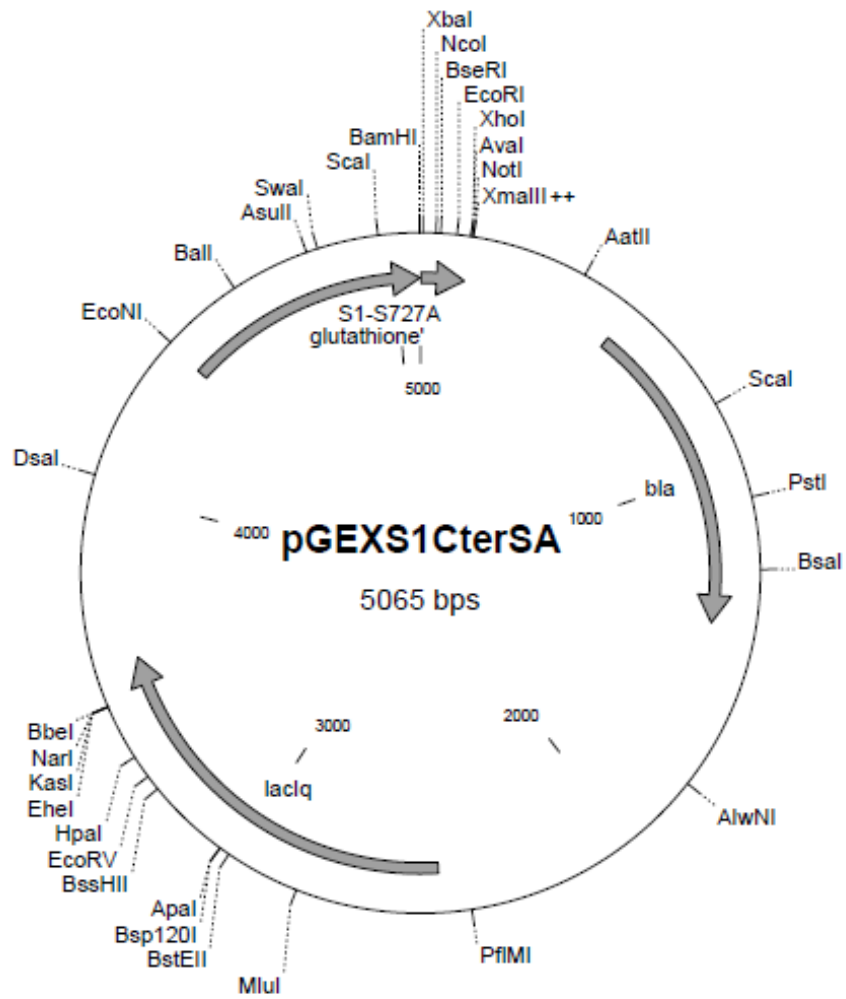 XbaI
NcoI
BseRI
EcoRI
XhoI
AvaI
NotI
XmaIII ++
BamHI
ScaI
SwaI
AsuII
BalI
EcoNI
DsaI
AatII
ScaI
PstI
BsaI
AlwNI
PflMI
S1-S727A
glutathione'
5000
bla
1000
4000
pGEXS1CterSA
5065 bps
3000
2000
lacIq
BbeI
NarI
KasI
EheI
HpaI
EcoRV
BssHII
ApaI
Bsp120I
BstEII
MluI